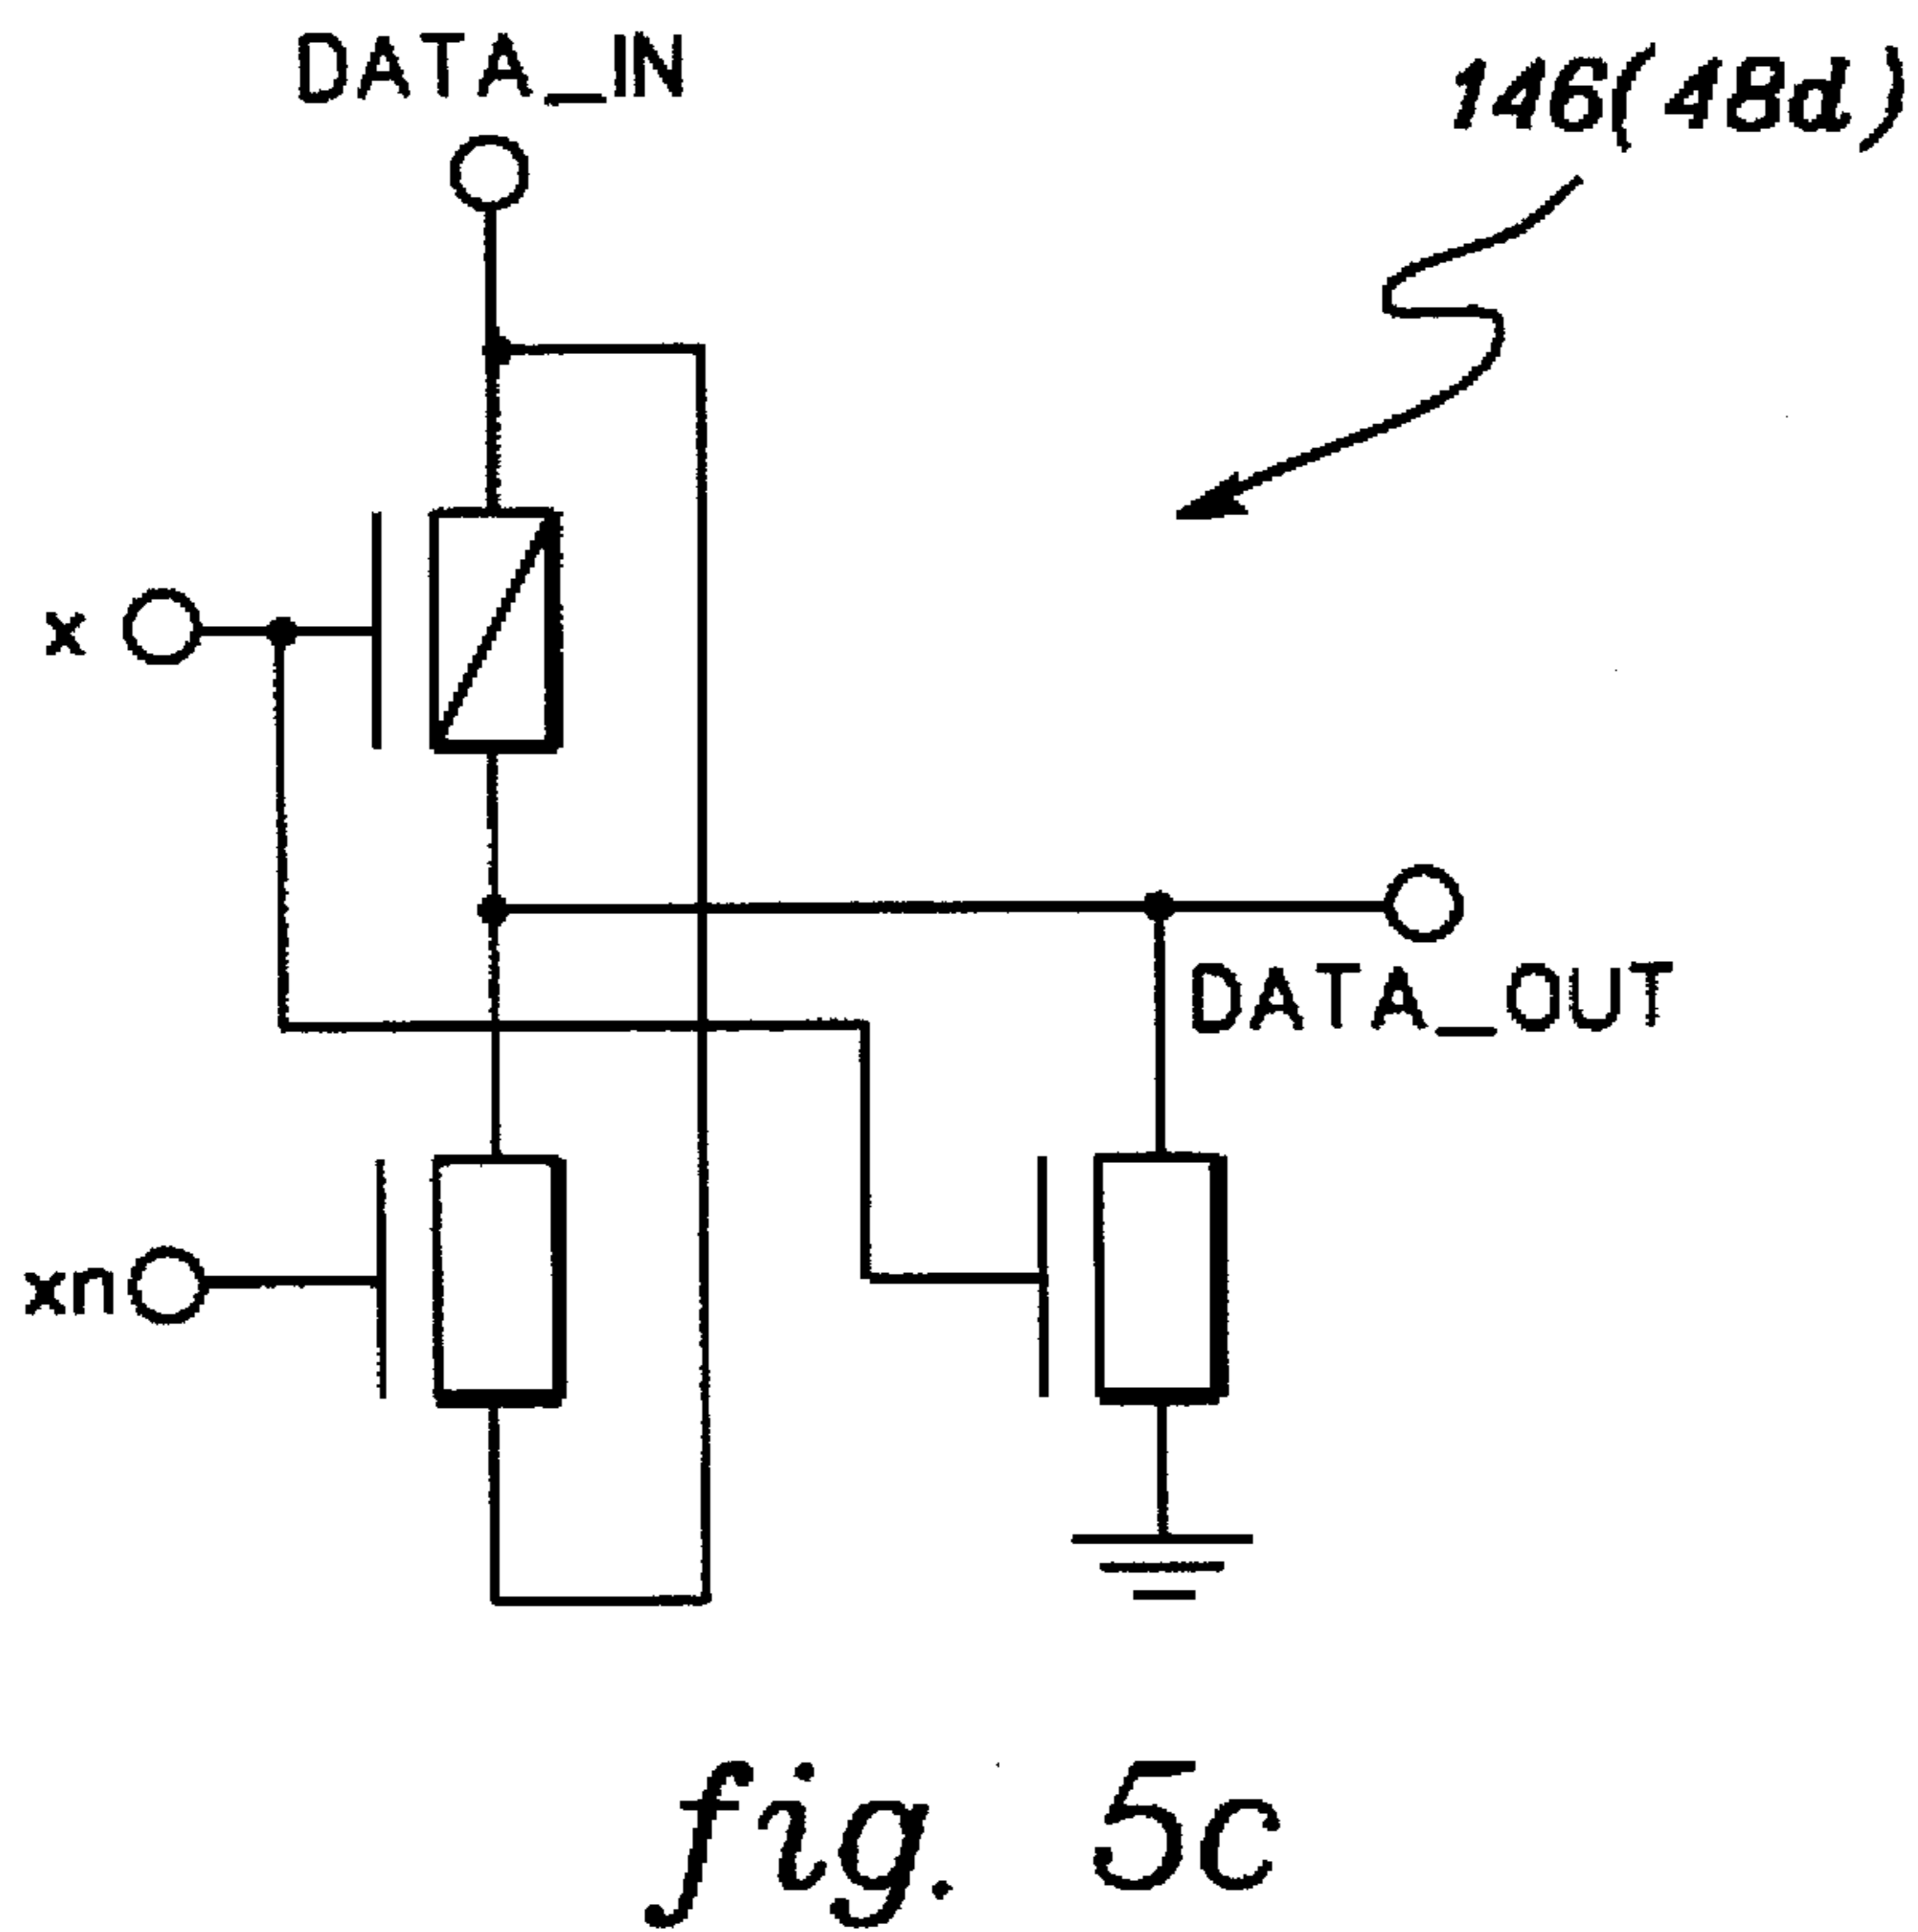 DATA_IN
146(48d)
x
DATA_OUT
xn
fig. 5c